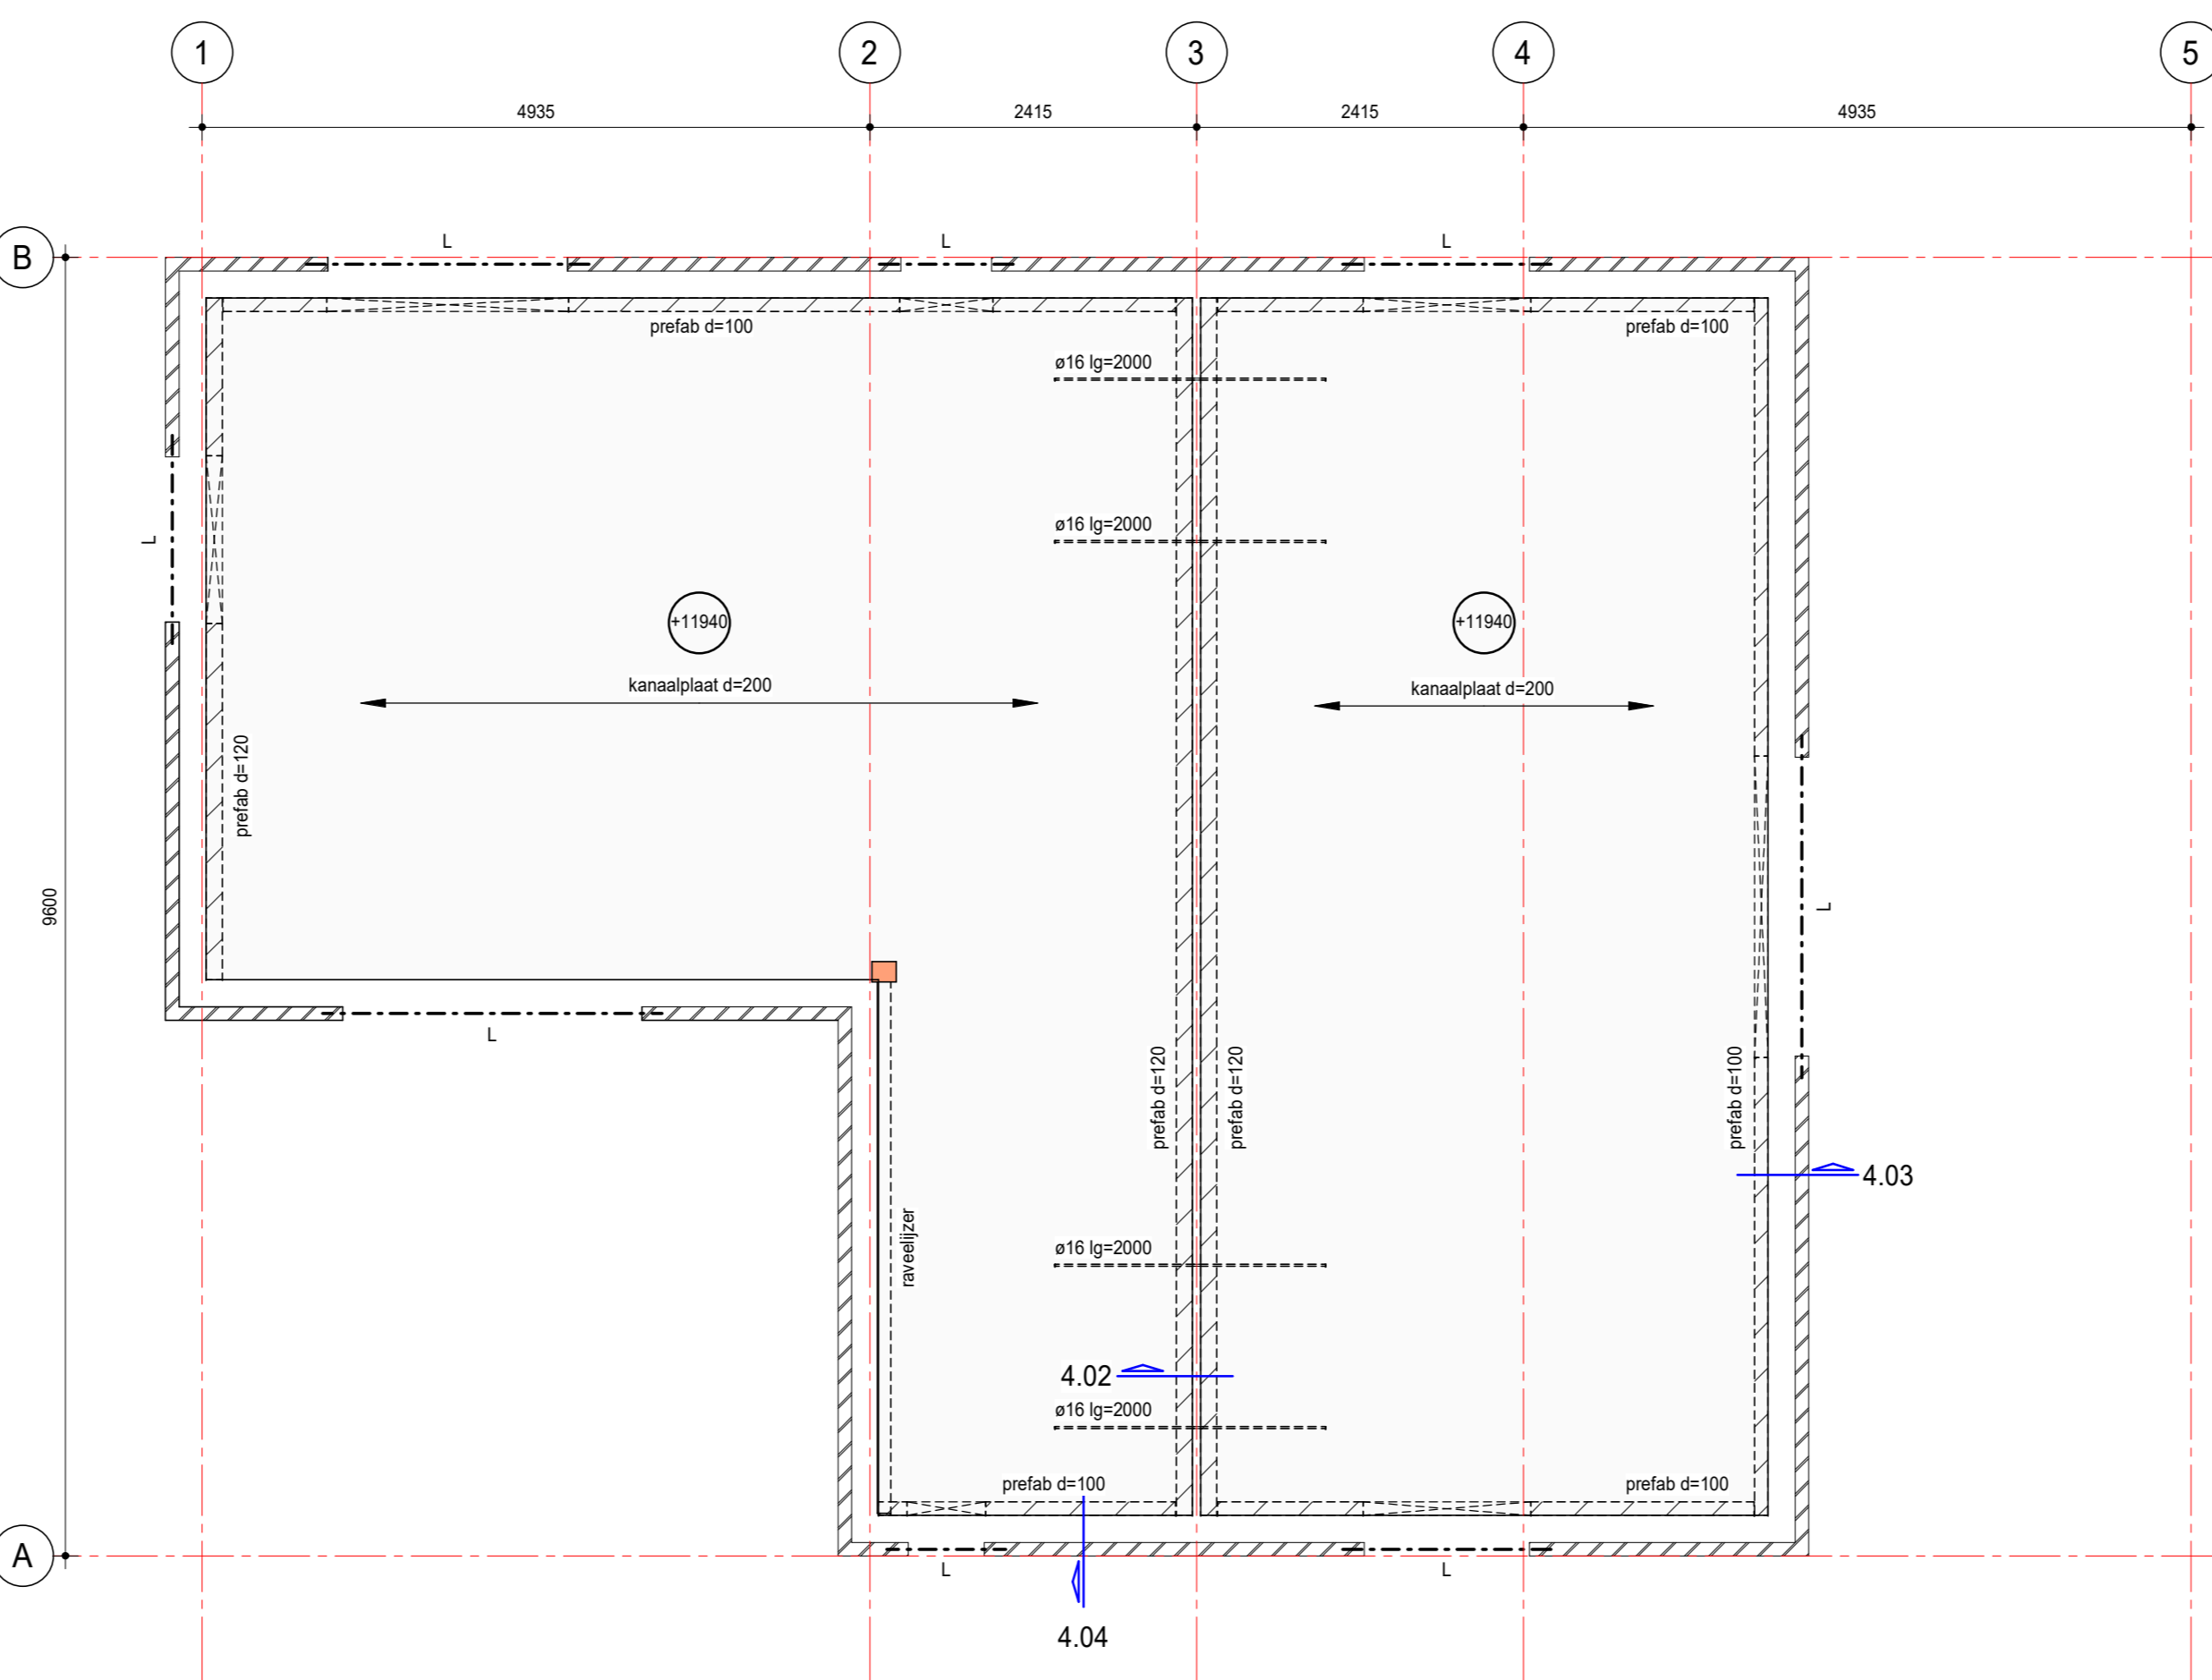 1
2
3
4
5
4935
2415
2415
4935
B
L
L
L
prefab d=100
prefab d=100
ø16 lg=2000
ø16 lg=2000
L
+11940
+11940
kanaalplaat d=200
kanaalplaat d=200
prefab d=120
9600
L
L
prefab d=120
prefab d=120
prefab d=100
4.03
raveelijzer
ø16 lg=2000
4.02
ø16 lg=2000
prefab d=100
prefab d=100
A
L
L
4.04